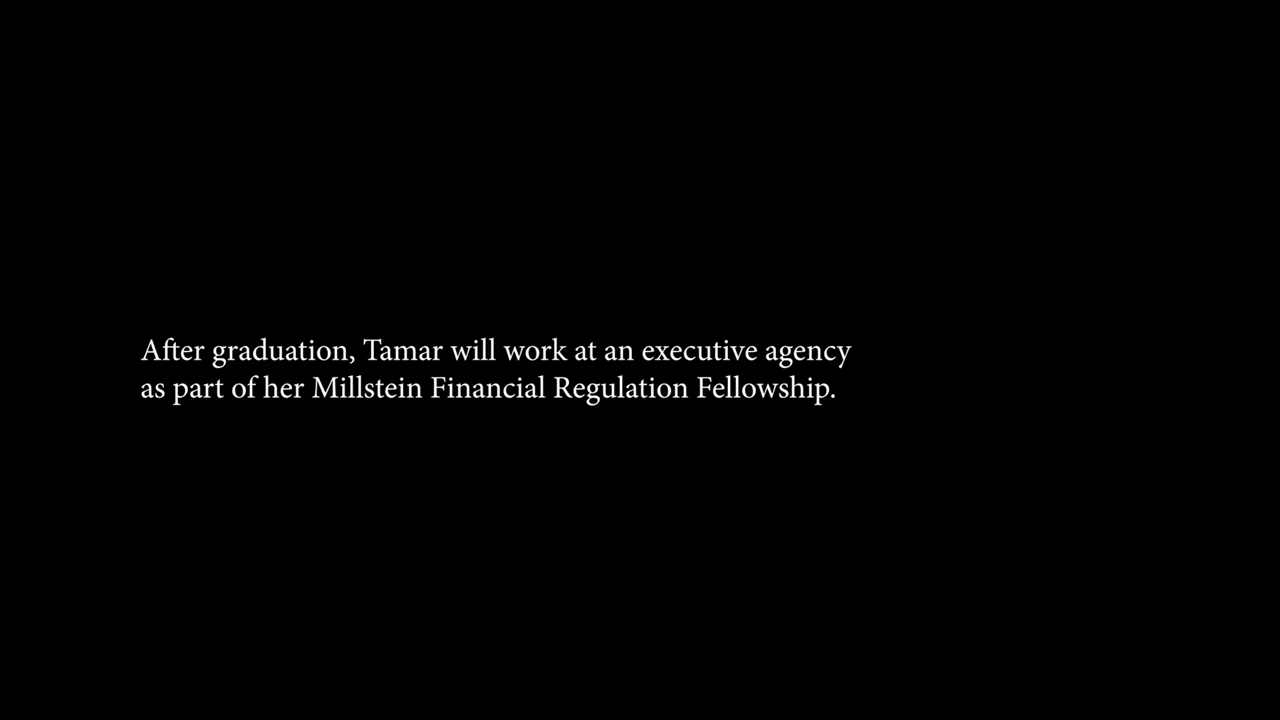 After graduation, Tamar will work at an executive agency
as part of her Millstein Financial Regulation Fellowship.